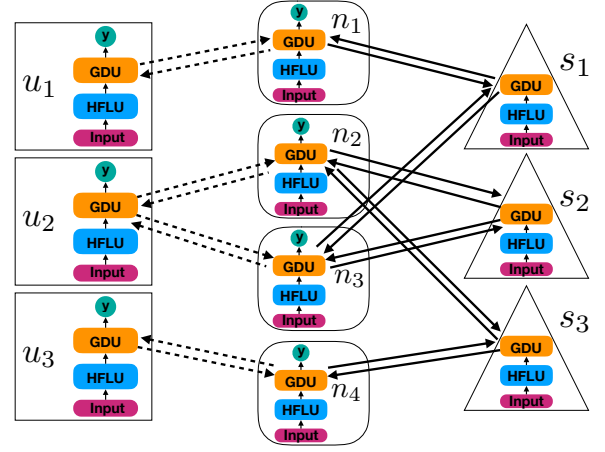 y
GDU
HFLU
Input
u1
y
GDU
HFLU
Input
u2
y
GDU
HFLU
Input
u3
y
n1
GDU
HFLU
Input
y
n2
GDU
HFLU
Input
y
GDU
n3
HFLU
Input
y
GDU
n4
HFLU
Input
s1
GDU
HFLU
Input
s2
GDU
HFLU
Input
s3
GDU
HFLU
Input